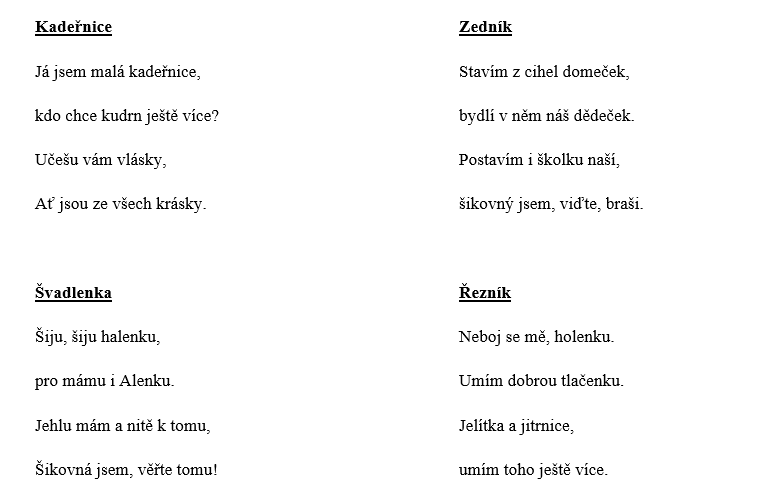 Kadeřnice
Já jsem malá kadeřnice,
kdo chce kudrn ještě více?
Učešu vám vlásky,
Ať jsou ze všech krásky.
Zedník
Stavím z cihel domeček,
bydlí v něm náš dědeček.
Postavím i školku naší,
šikovný jsem, viďte, braši.
Švadlenka
Šiju, šiju halenku,
pro mámu i Alenku.
Jehlu mám a nitě k tomu,
Šikovná jsem, věřte tomu!
Řezník
Neboj se mě, holenku.
Umím dobrou tlačenku.
Jelítka a jitrnice,
umím toho ještě více.